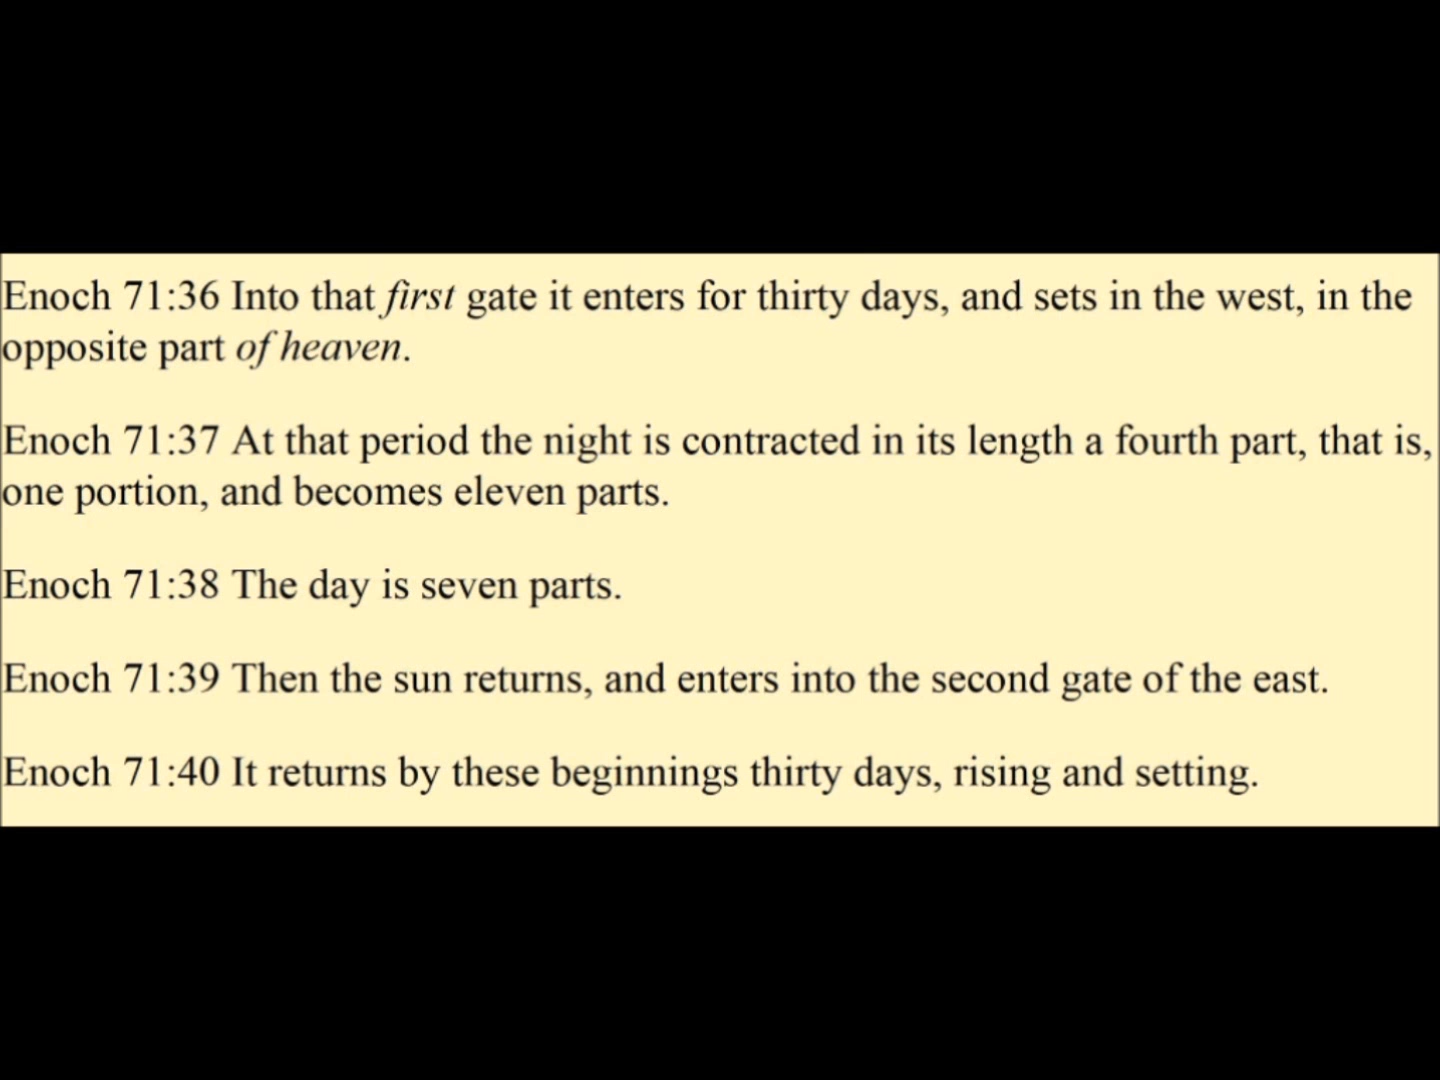 Enoch 71:36 Into that first gate it enters for thirty days, and sets in the west, in the
opposite part of heaven.
Enoch 71:37 At that period the night is contracted in its length a fourth part, that is,
one portion, and becomes eleven parts.
Enoch 71:38 The day is seven parts.
Enoch 71:39 Then the sun returns, and enters into the second gate of the east.
Enoch 71:40 It returns by these beginnings thirty days, rising and setting.